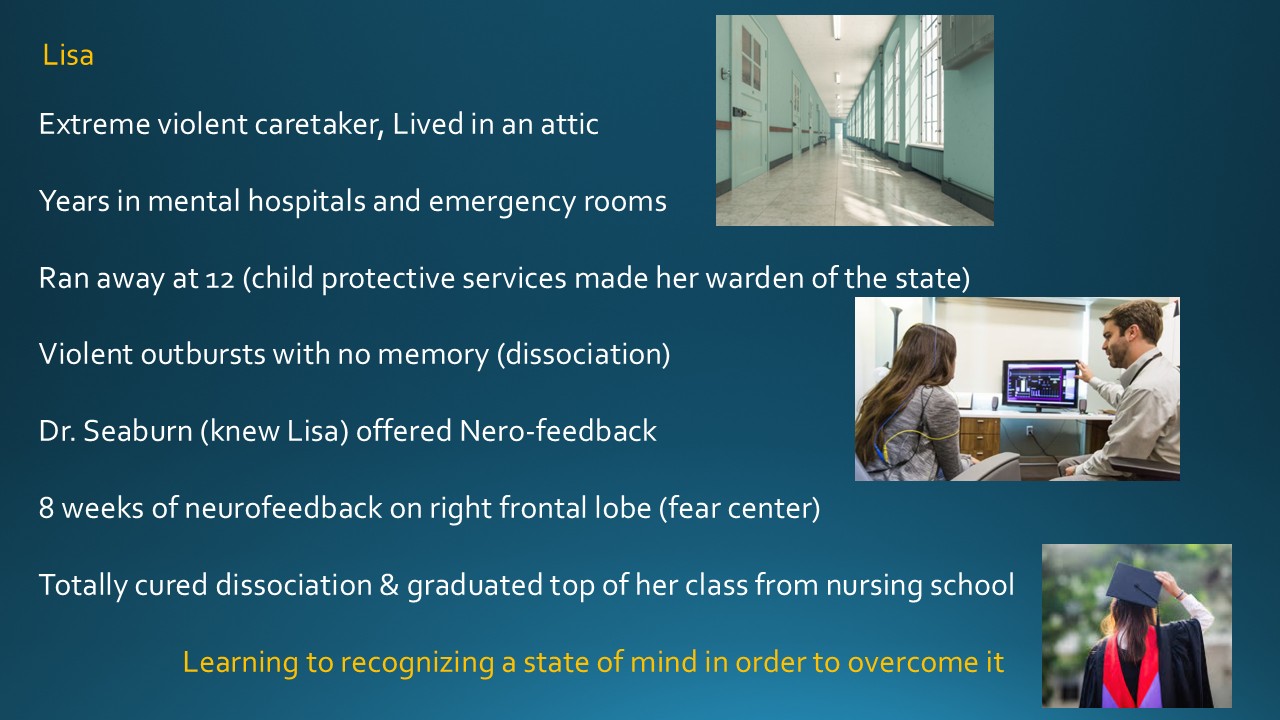 Lisa
Extreme violent caretaker, Lived in an attic
Years in mental hospitals and emergency rooms
Ran away at 12 (child protective services made her warden of the state)
Violent outbursts with no memory (dissociation)
Dr. Seaburn (knew Lisa) offered Nero-feedback
8 weeks of neurofeedback on right frontal lobe (fear center)
Totally cured dissociation & graduated top of her class from nursing school
Learning to recognizing a state of mind in order to overcome it